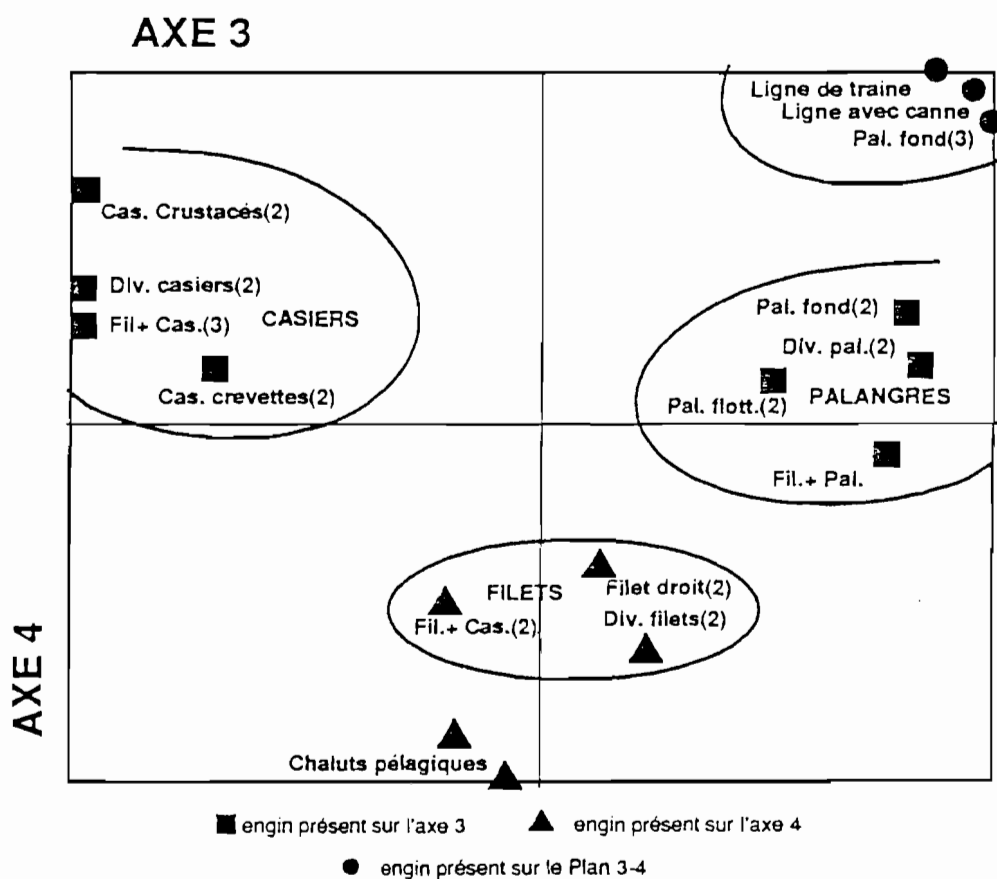 AXE 3
Ligne de traine
Ligne avec canne
Pal. fond(3)
Cas. Crustacés(2)
Div. casiers(2)
Fil+ Cas.(3)
CASIERS
Cas. crevettes(2)
Pal. fond(2)
Div. pal.(2)
Pal. flott.(2)
PALANGRES
Fil.+ Pal.
FILETS
Filet droit(2)
Fil.+ Cas.(2)
Div. filets(2)
AXE 4
Chaluts pélagiques
engin présent sur l'axe 3
engin présent sur l'axe 4
engin présent sur le Plan 3-4